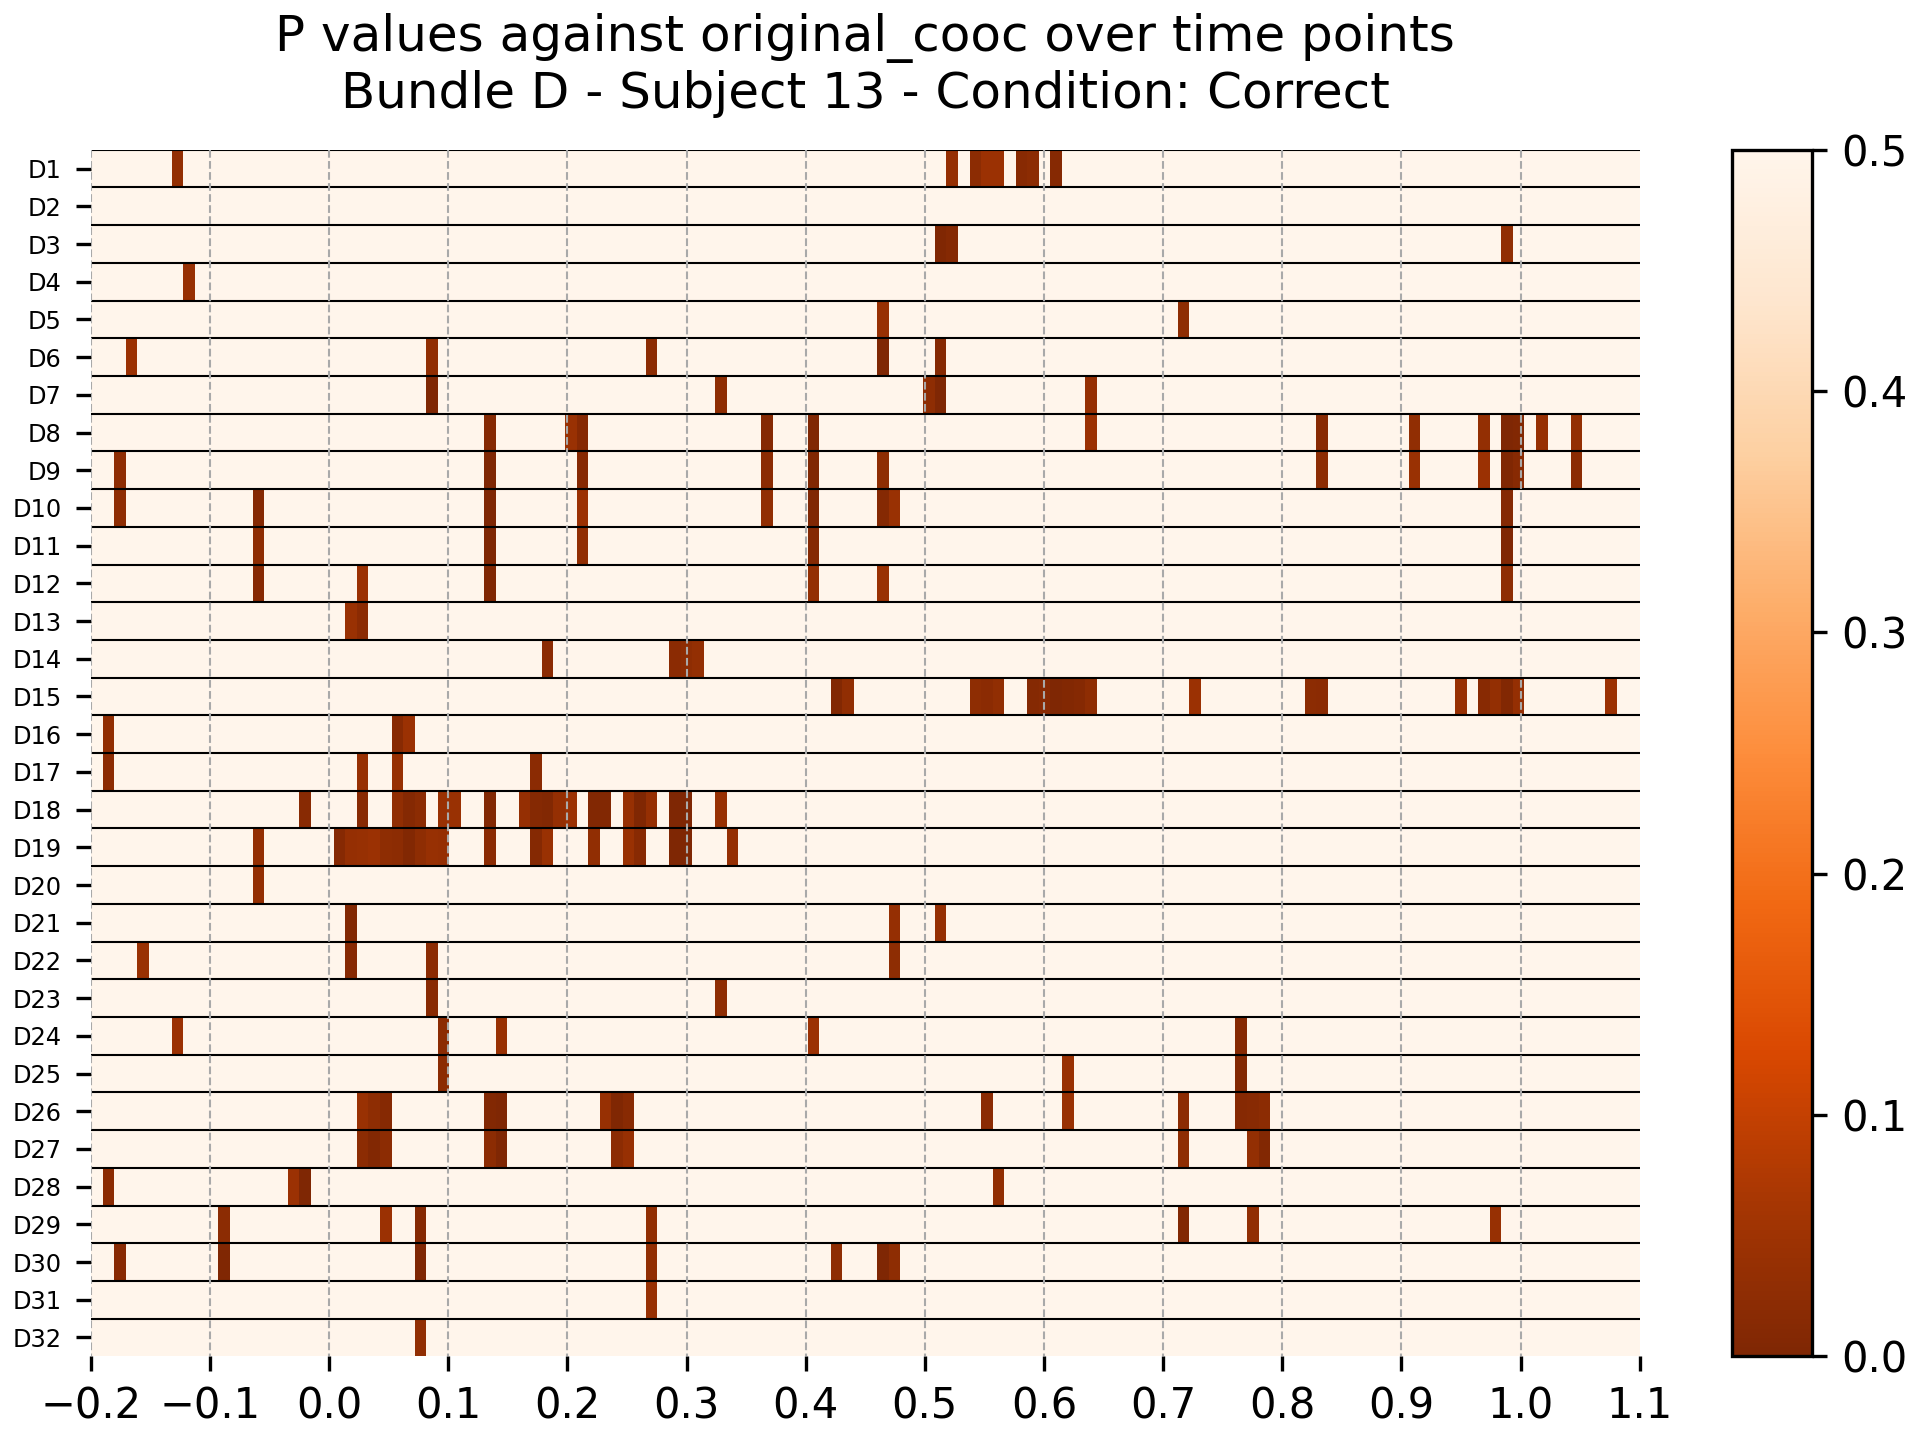 P values against original_cooc over time points
Bundle D - Subject 13 - Condition: Correct
D1
D2
D3
D4
D5
D6
D7
D8
D9
D10
D11
D12
D13
D14
D15
D16
D17
D18
D19
D20
D21
D22
D23
D24
D25
D26
D27
D28
D29
D30
D31
D32
−0.2 −0.1 0.0 0.1 0.2 0.3 0.4 0.5 0.6 0.7 0.8 0.9 1.0 1.1
0.5
0.4
0.3
0.2
0.1
0.0